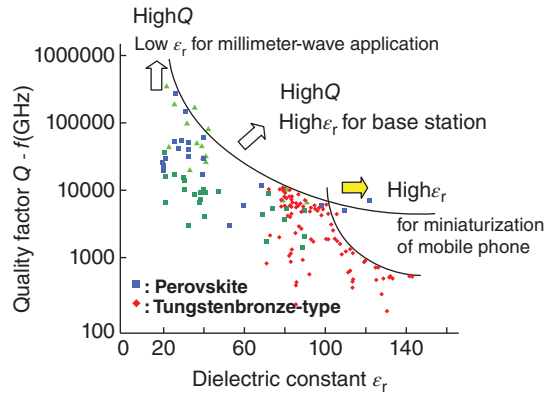 HighQ
Low εr for millimeter-wave application
HighQ
Highεr for base station
Highεr
for miniaturization
of mobile phone
Quality factor Q - f(GHz)
1000000
100000
10000
1000
100
: Perovskite
: Tungstenbronze-type
0 20 60 100 140
Dielectric constant εr